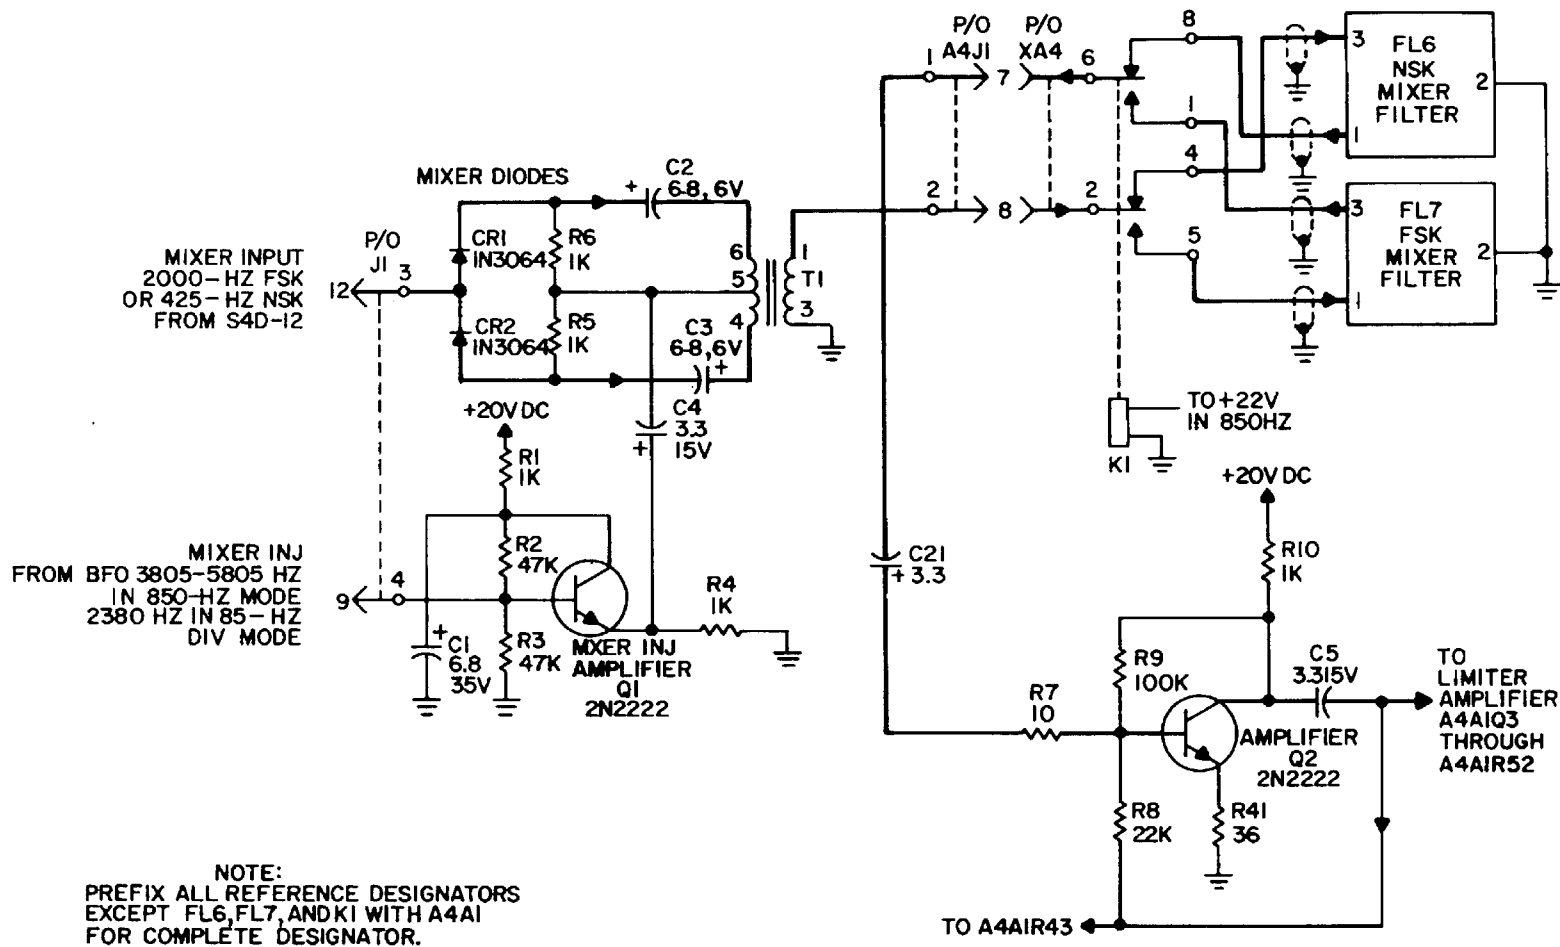 P/O
A4J1
P/O
XA4
1
7
6
8
1
4
5
2
8
2
3
FL6
NSK
MIXER
FILTER
2
1
3
FL7
FSK
MIXER
FILTER
2
1
MIXER DIODES
C2
6.8, 6V
+
CR1
IN3064
R6
1K
6
5
4
1
T1
3
MIXER INPUT
2000-HZ FSK
OR 425-HZ NSK
FROM S4D-12
P/O
J1
12
3
CR2
IN3064
R5
1K
C3
6.8, 6V
+
+20V DC
R1
1K
C4
3.3
15V
+
TO +22V
IN 850HZ
K1
MIXER INJ
FROM BFO 3805-5805 HZ
IN 850-HZ MODE
2380 HZ IN 85-HZ
DIV MODE
9
4
R2
47K
R3
47K
+
C1
6.8
35V
MXER INJ
AMPLIFIER
Q1
2N2222
R4
1K
C21
+ 3.3
+20V DC
R10
1K
R9
100K
R7
10
C5
3.315V
AMPLIFIER
Q2
2N2222
R8
22K
R41
36
TO
LIMITER
AMPLIFIER
A4A1Q3
THROUGH
A4A1R52
TO A4A1R43
NOTE:
PREFIX ALL REFERENCE DESIGNATORS
EXCEPT FL6, FL7, AND K1 WITH A4A1
FOR COMPLETE DESIGNATOR.